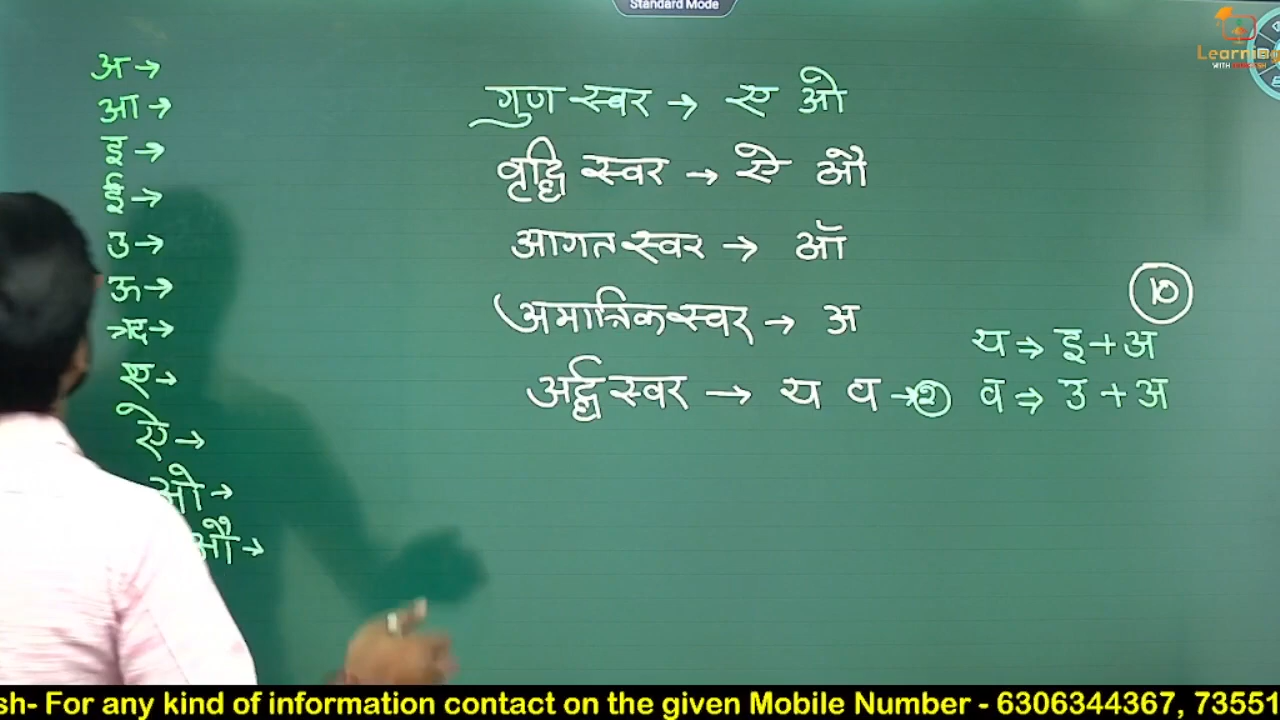 Standard Mode
Learning
अ →
आ →
इ →
ई →
उ →
ऊ →
ऋ →
ए →
ऐ →
ओ →
औ →
गुण स्वर → ए ओ
वृद्धि स्वर → ऐ औ
आगत स्वर → ऑ
अमात्रिक स्वर → अ
अर्द्ध स्वर → य व → २
10
य ⇒ इ + अ
व ⇒ उ + अ
sh- For any kind of information contact on the given Mobile Number - 6306344367, 73551